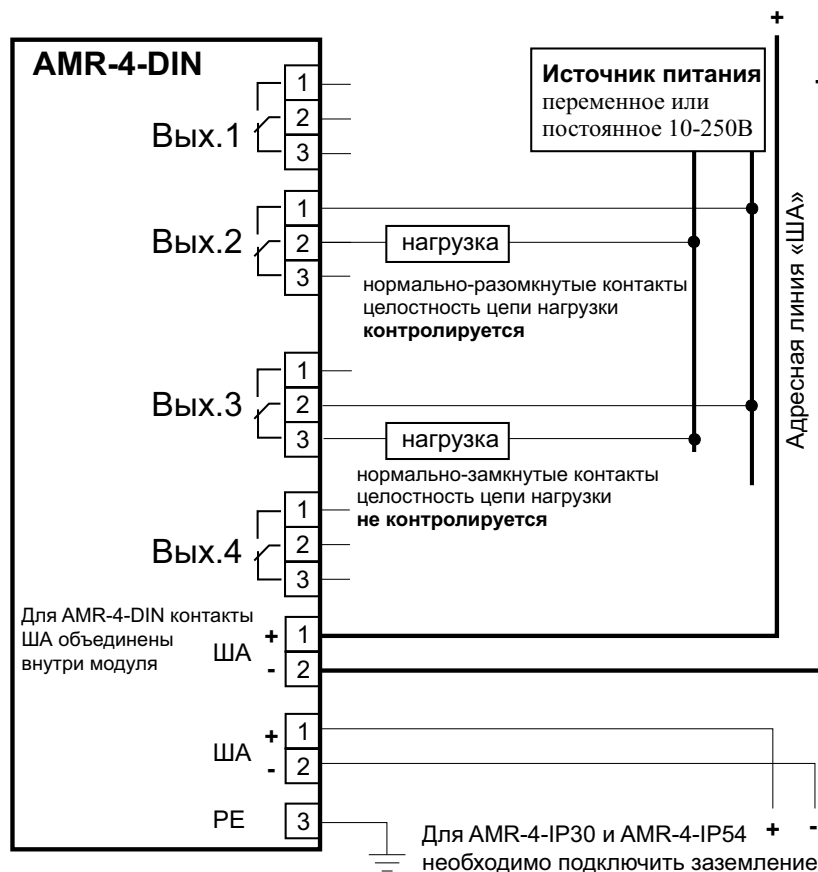 +
AMR-4-DIN
Источник питания
переменное или
постоянное 10-250В
-
Вых.1
1
2
3
Вых.2
1
2
3
нагрузка
нормально-разомкнутые контакты
целостность цепи нагрузки
контролируется
Адресная линия «ША»
Вых.3
1
2
3
нагрузка
нормально-замкнутые контакты
целостность цепи нагрузки
не контролируется
Вых.4
1
2
3
Для AMR-4-DIN контакты
ША объединены
внутри модуля
ША
+ 1
- 2
ША
+ 1
- 2
PE 3
+ -
Для AMR-4-IP30 и AMR-4-IP54
необходимо подключить заземление